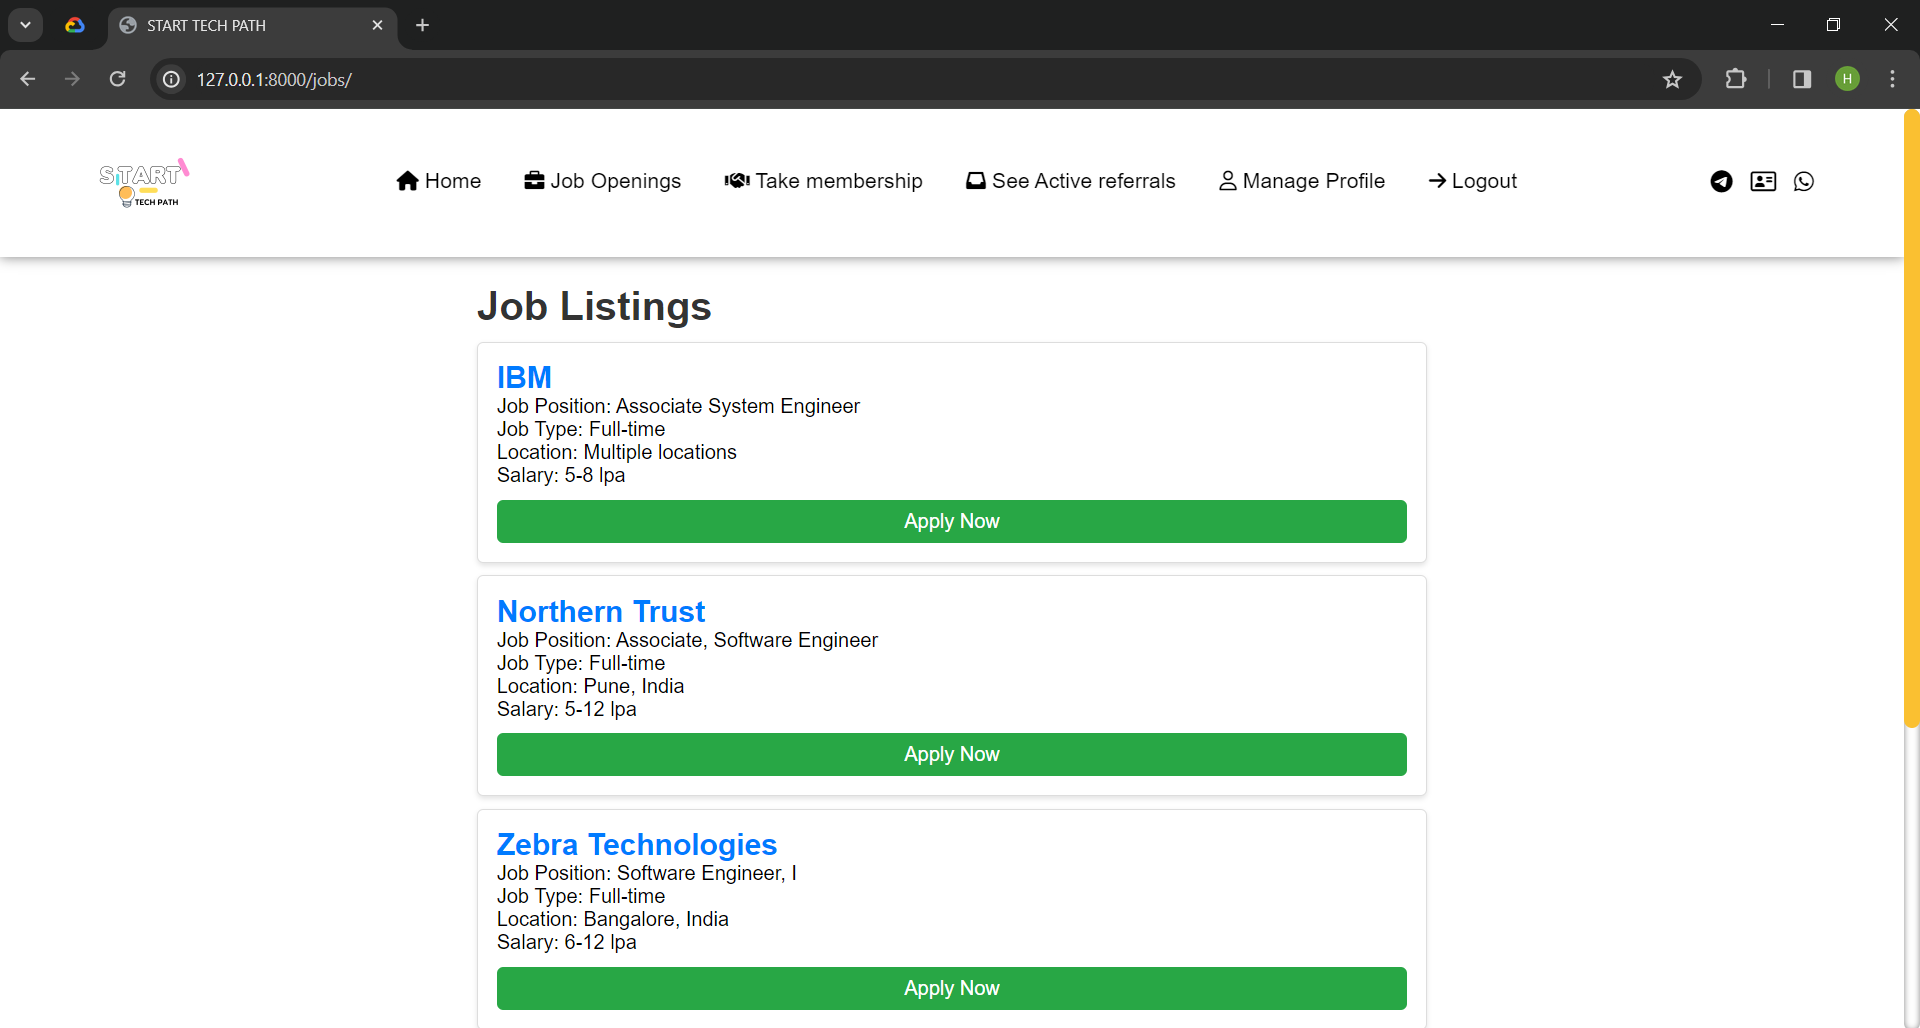 START TECH PATH
127.0.0.1:8000/jobs/
H
START
TECH PATH
Home
Job Openings
Take membership
See Active referrals
Manage Profile
Logout
Job Listings
IBM
Job Position: Associate System Engineer
Job Type: Full-time
Location: Multiple locations
Salary: 5-8 lpa
Apply Now
Northern Trust
Job Position: Associate, Software Engineer
Job Type: Full-time
Location: Pune, India
Salary: 5-12 lpa
Apply Now
Zebra Technologies
Job Position: Software Engineer, I
Job Type: Full-time
Location: Bangalore, India
Salary: 6-12 lpa
Apply Now